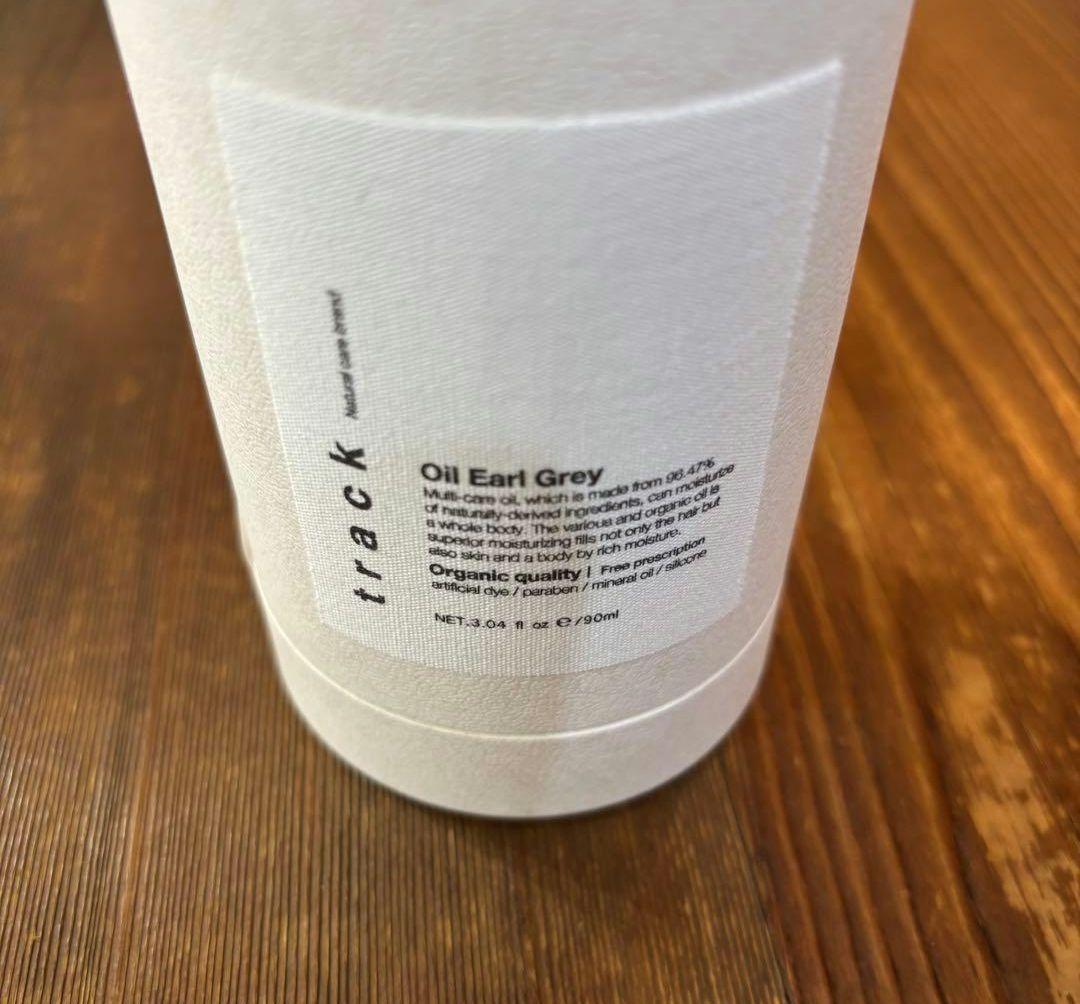 track Natural care brand
Oil Earl Grey
Multi-care oil, which is made from 96.47%
of naturally-derived ingredients, can moisturize
a whole body. The various and organic oil is
superior moisturizing fills not only the hair but
also skin and a body by rich moisture.
Organic quality | Free prescription
artificial dye / paraben / mineral oil / silicone
NET.3.04 fl oz ℮/90ml